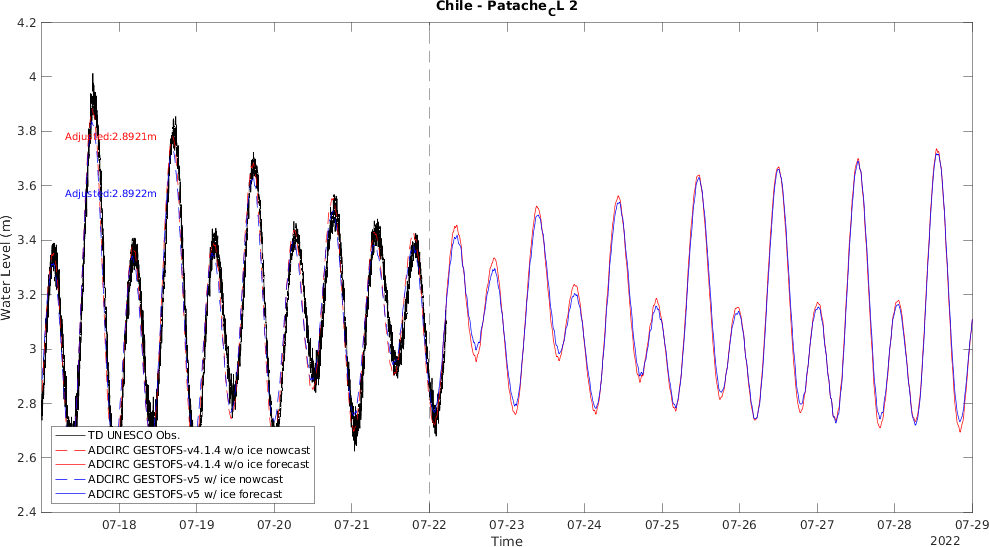 Chile - Patache_CL 2
4.2
4
3.8
3.6
3.4
3.2
3
2.8
2.6
2.4
Water Level (m)
Adjusted:2.8921m
Adjusted:2.8922m
TD UNESCO Obs.
ADCIRC GESTOFS-v4.1.4 w/o ice nowcast
ADCIRC GESTOFS-v4.1.4 w/o ice forecast
ADCIRC GESTOFS-v5 w/ ice nowcast
ADCIRC GESTOFS-v5 w/ ice forecast
07-18 07-19 07-20 07-21 07-22 07-23 07-24 07-25 07-26 07-27 07-28 07-29
Time
2022